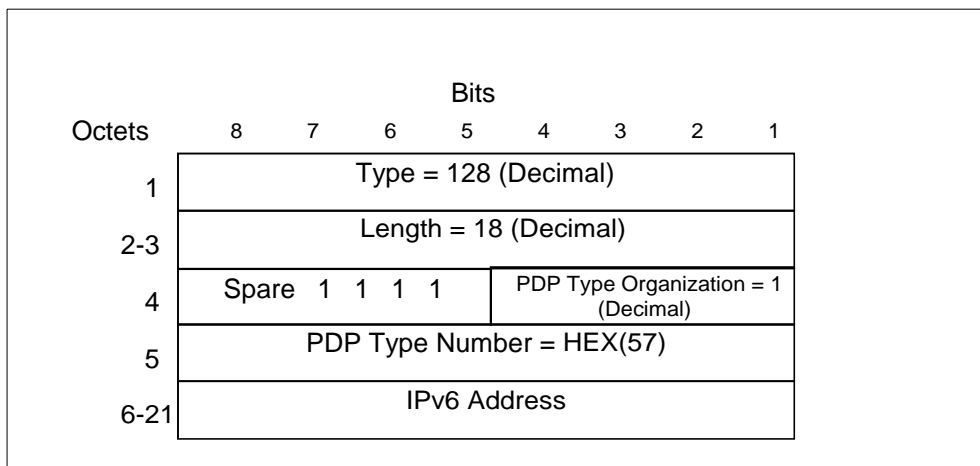 Bits
Octets 8 7 6 5 4 3 2 1
1 Type = 128 (Decimal)
2-3 Length = 18 (Decimal)
4 Spare 1 1 1 1 PDP Type Organization = 1
(Decimal)
5 PDP Type Number = HEX(57)
6-21 IPv6 Address